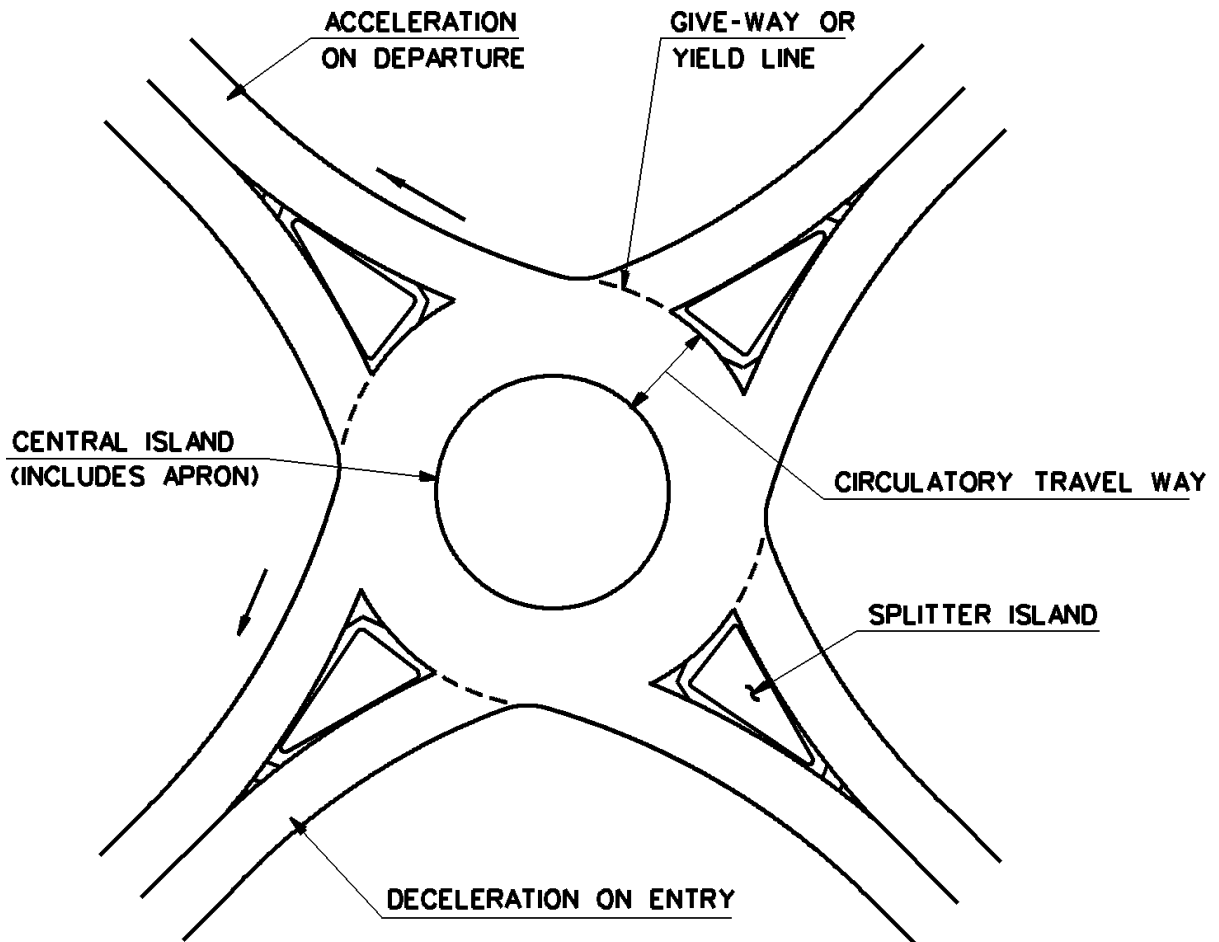 ACCELERATION
ON DEPARTURE
GIVE-WAY OR
YIELD LINE
CENTRAL ISLAND
(INCLUDES APRON)
CIRCULATORY TRAVEL WAY
SPLITTER ISLAND
DECELERATION ON ENTRY